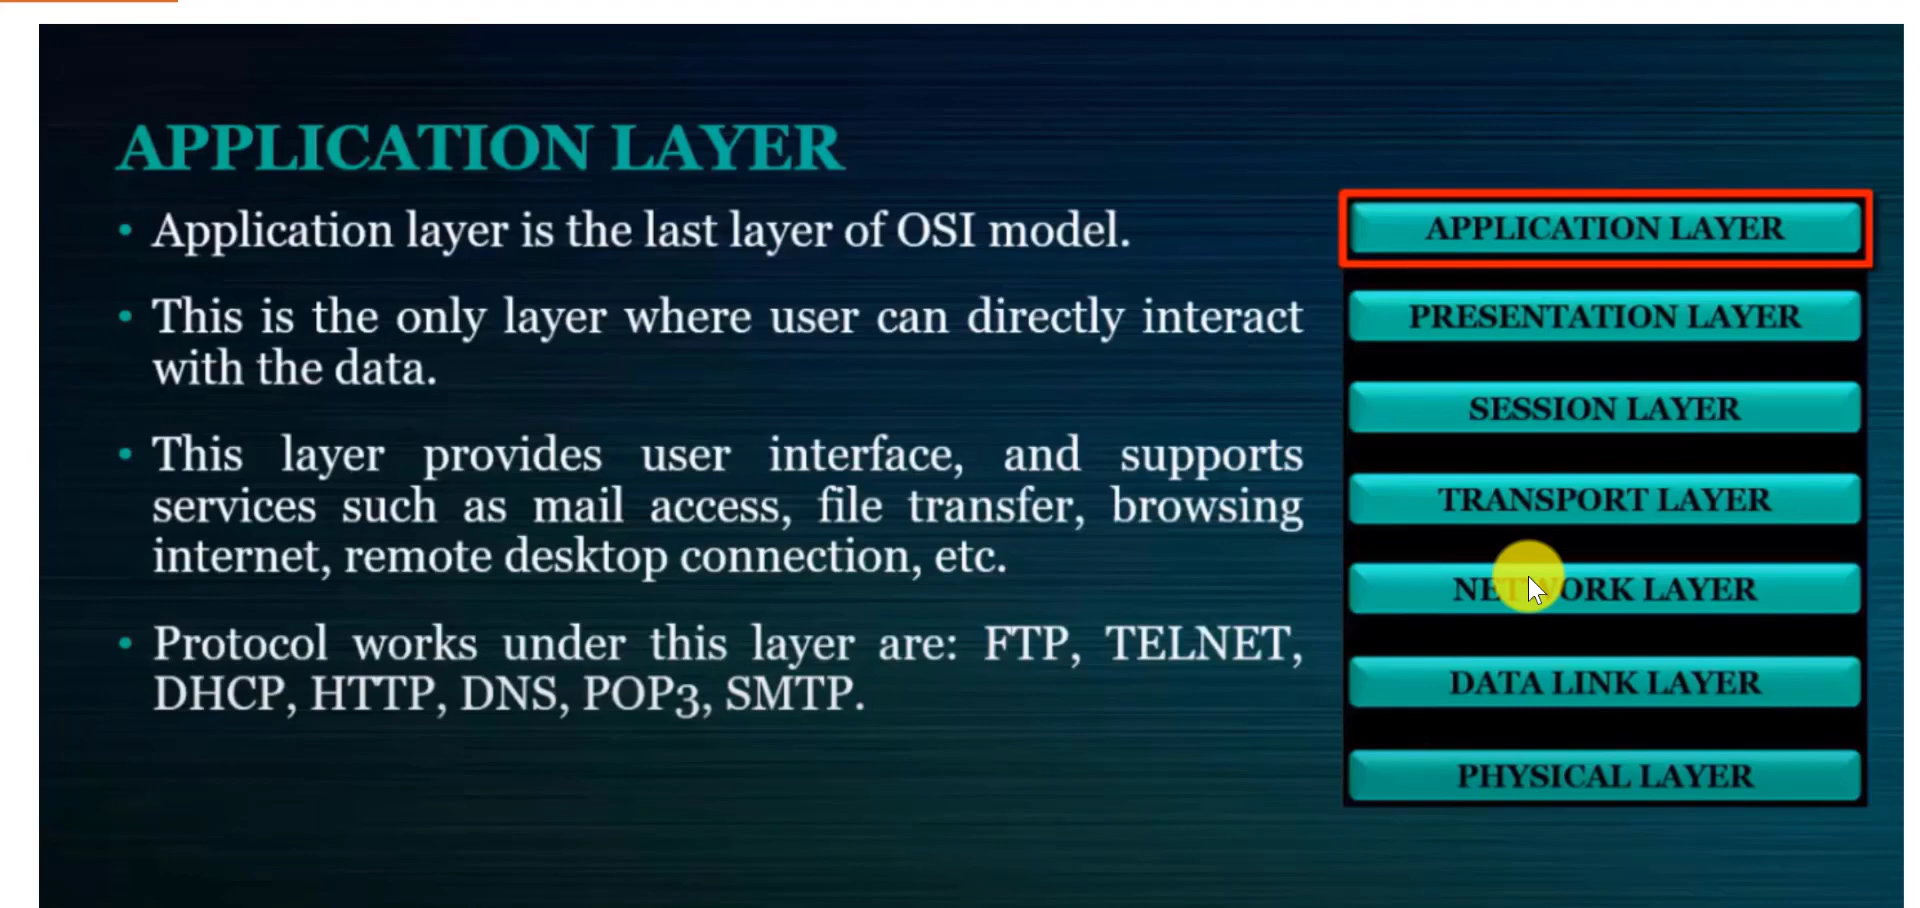 APPLICATION LAYER
• Application layer is the last layer of OSI model.
• This is the only layer where user can directly interact
with the data.
• This layer provides user interface, and supports
services such as mail access, file transfer, browsing
internet, remote desktop connection, etc.
• Protocol works under this layer are: FTP, TELNET,
DHCP, HTTP, DNS, POP3, SMTP.
APPLICATION LAYER
PRESENTATION LAYER
SESSION LAYER
TRANSPORT LAYER
NETWORK LAYER
DATA LINK LAYER
PHYSICAL LAYER